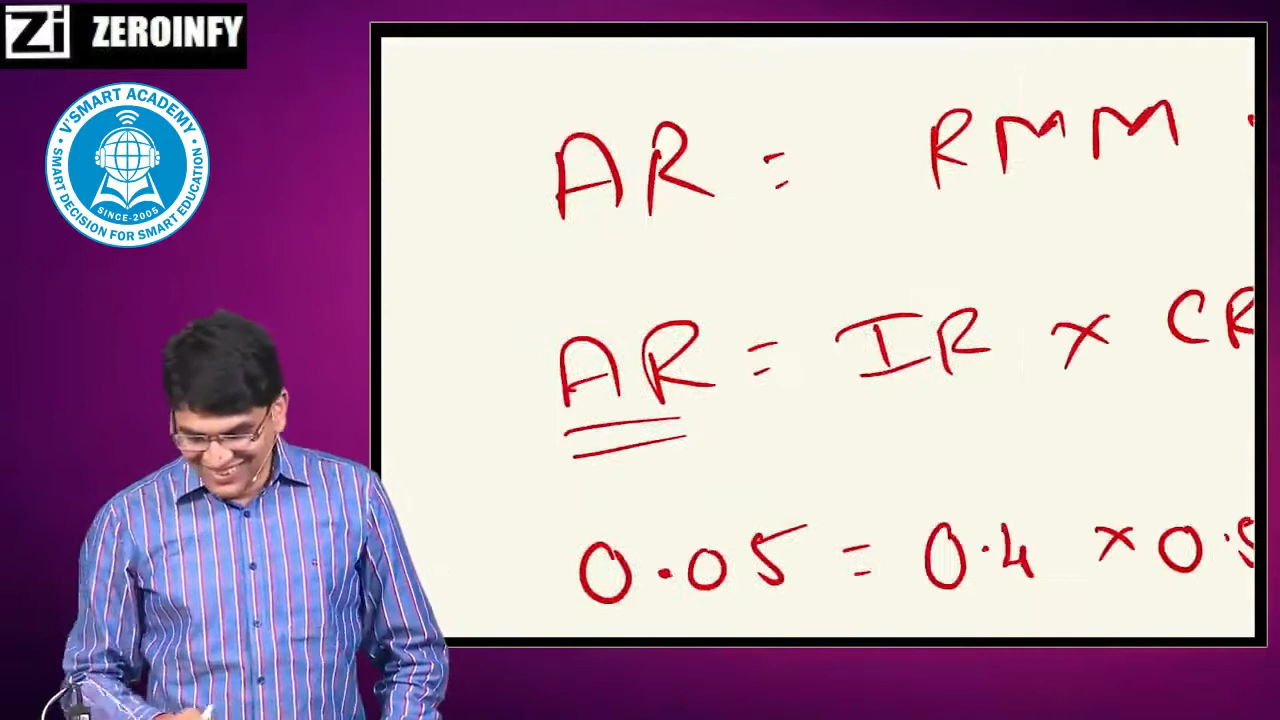 Zi ZEROINFY
V'SMART ACADEMY
SMART DECISION FOR SMART EDUCATION
SINCE-2005
AR = RMM
AR = IR × CR
0.05 = 0.4 × 0.